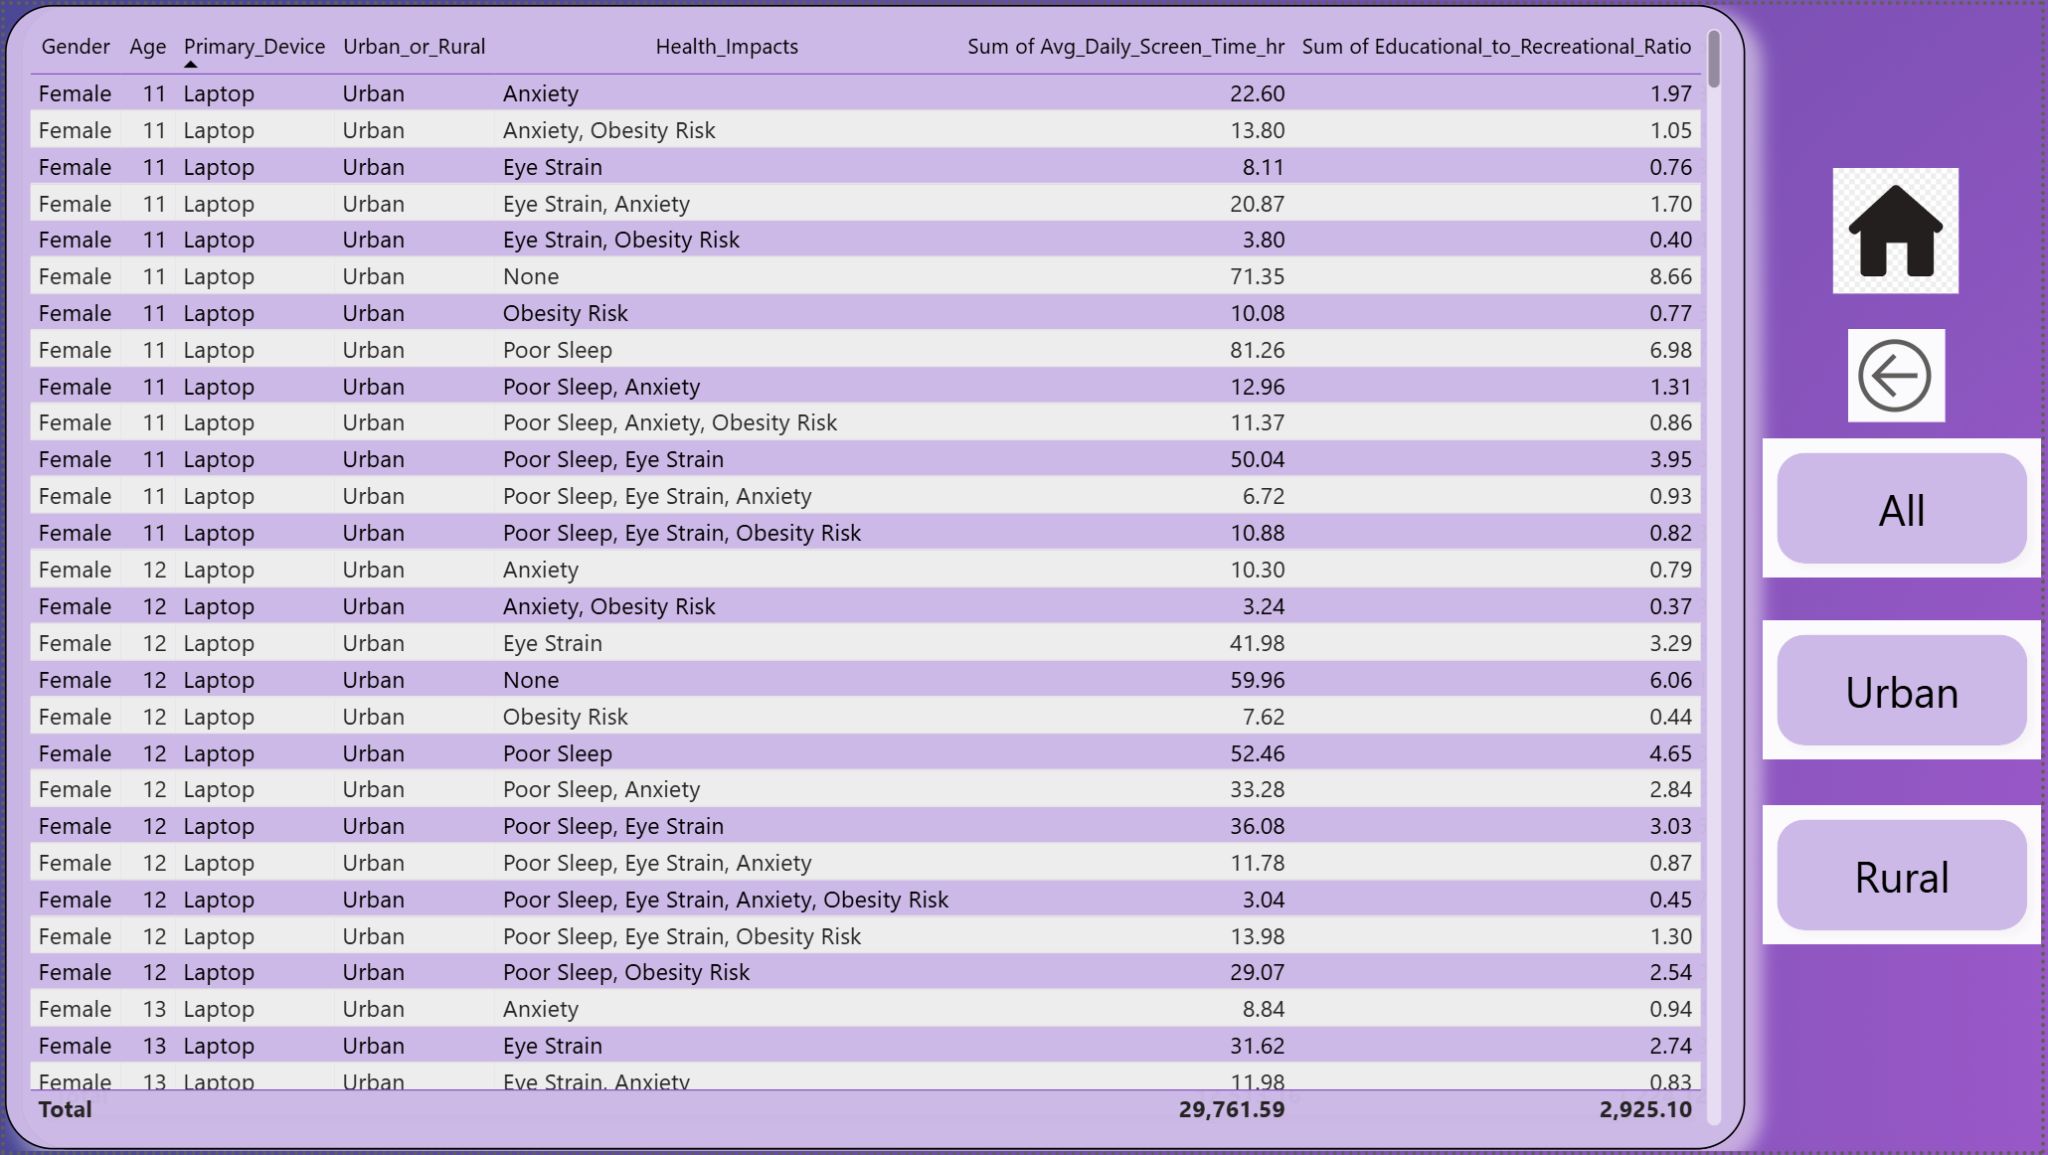 Gender Age Primary_Device Urban_or_Rural Health_Impacts Sum of Avg_Daily_Screen_Time_hr Sum of Educational_to_Recreational_Ratio
Female 11 Laptop Urban Anxiety 22.60 1.97
Female 11 Laptop Urban Anxiety, Obesity Risk 13.80 1.05
Female 11 Laptop Urban Eye Strain 8.11 0.76
Female 11 Laptop Urban Eye Strain, Anxiety 20.87 1.70
Female 11 Laptop Urban Eye Strain, Obesity Risk 3.80 0.40
Female 11 Laptop Urban None 71.35 8.66
Female 11 Laptop Urban Obesity Risk 10.08 0.77
Female 11 Laptop Urban Poor Sleep 81.26 6.98
Female 11 Laptop Urban Poor Sleep, Anxiety 12.96 1.31
Female 11 Laptop Urban Poor Sleep, Anxiety, Obesity Risk 11.37 0.86
Female 11 Laptop Urban Poor Sleep, Eye Strain 50.04 3.95
Female 11 Laptop Urban Poor Sleep, Eye Strain, Anxiety 6.72 0.93
Female 11 Laptop Urban Poor Sleep, Eye Strain, Obesity Risk 10.88 0.82
Female 12 Laptop Urban Anxiety 10.30 0.79
Female 12 Laptop Urban Anxiety, Obesity Risk 3.24 0.37
Female 12 Laptop Urban Eye Strain 41.98 3.29
Female 12 Laptop Urban None 59.96 6.06
Female 12 Laptop Urban Obesity Risk 7.62 0.44
Female 12 Laptop Urban Poor Sleep 52.46 4.65
Female 12 Laptop Urban Poor Sleep, Anxiety 33.28 2.84
Female 12 Laptop Urban Poor Sleep, Eye Strain 36.08 3.03
Female 12 Laptop Urban Poor Sleep, Eye Strain, Anxiety 11.78 0.87
Female 12 Laptop Urban Poor Sleep, Eye Strain, Anxiety, Obesity Risk 3.04 0.45
Female 12 Laptop Urban Poor Sleep, Eye Strain, Obesity Risk 13.98 1.30
Female 12 Laptop Urban Poor Sleep, Obesity Risk 29.07 2.54
Female 13 Laptop Urban Anxiety 8.84 0.94
Female 13 Laptop Urban Eye Strain 31.62 2.74
Female 13 Laptop Urban Eye Strain, Anxiety 11.98 0.83
Total 29,761.59 2,925.10
All
Urban
Rural